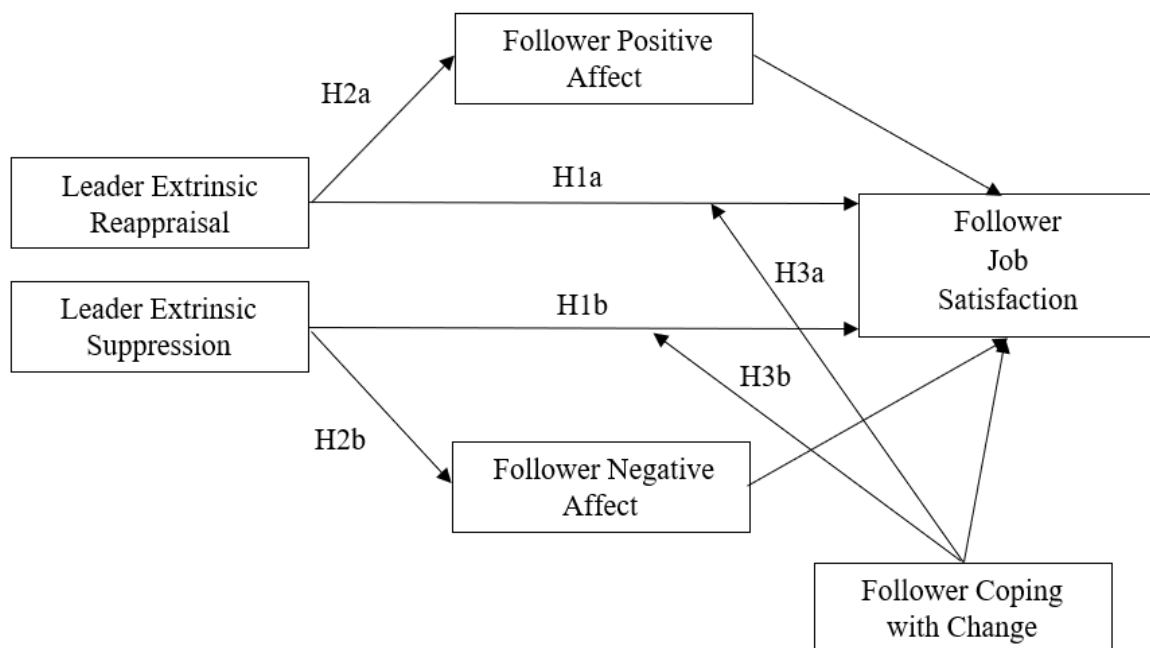 Follower Positive
Affect
H2a
Leader Extrinsic
Reappraisal
H1a
Follower
Job
Satisfaction
H3a
Leader Extrinsic
Suppression
H1b
H3b
H2b
Follower Negative
Affect
Follower Coping
with Change